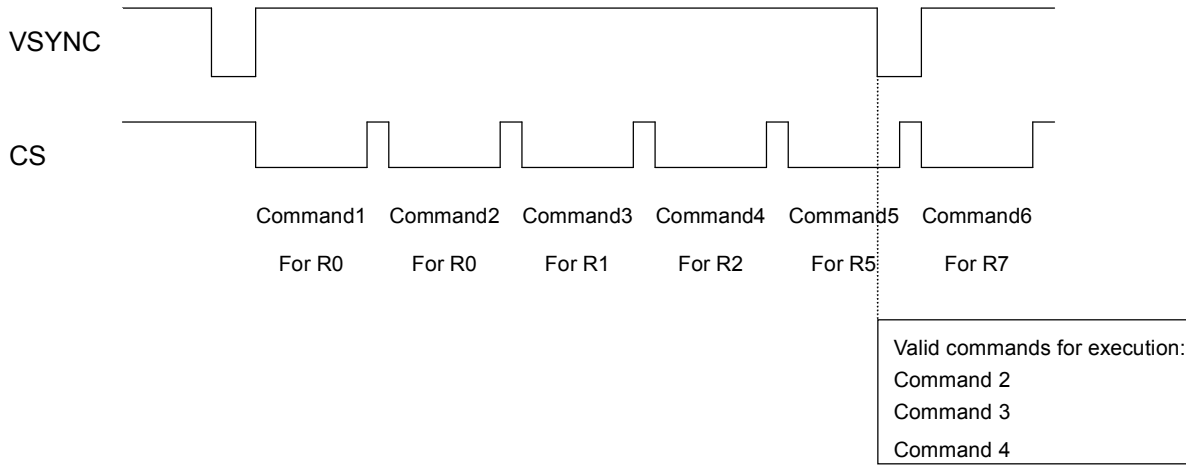 VSYNC
CS
Command1 Command2 Command3 Command4 Command5 Command6
For R0 For R0 For R1 For R2 For R5 For R7
Valid commands for execution:
Command 2
Command 3
Command 4